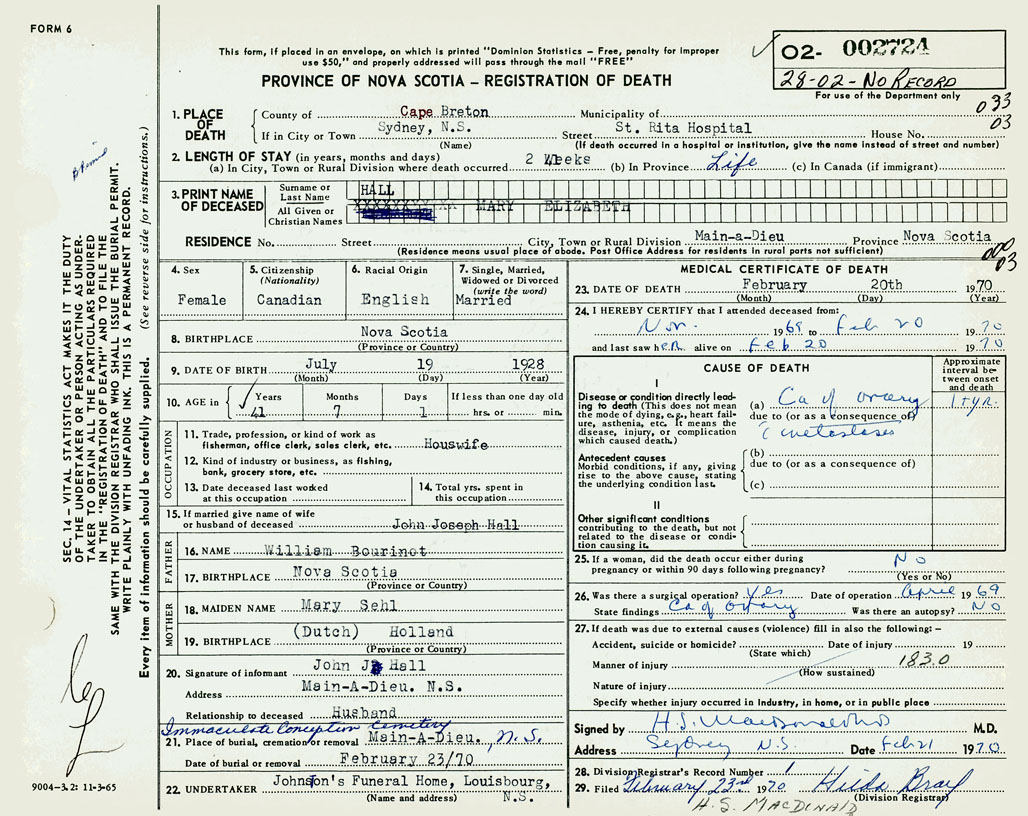 FORM 6
This form, if placed in an envelope, on which is printed "Dominion Statistics – Free, penalty for improper
use $50," and properly addressed will pass through the mail "FREE"
PROVINCE OF NOVA SCOTIA – REGISTRATION OF DEATH
O2- 002724
28-02-NO RECORD
For use of the Department only
033
03
1. PLACE OF DEATH
County of Cape Breton Municipality of
If in City or Town Sydney, N.S. Street St. Rita Hospital House No.
(Name) (If death occurred in a hospital or institution, give the name instead of street and number)
2. LENGTH OF STAY (in years, months and days)
(a) In City, Town or Rural Division where death occurred 2 Weeks (b) In Province Life (c) In Canada (if immigrant)
3. PRINT NAME OF DECEASED
Surname or Last Name HALL
All Given or Christian Names MARY ELIZABETH
RESIDENCE No. Street City, Town or Rural Division Main-a-Dieu Province Nova Scotia
(Residence means usual place of abode. Post Office Address for residents in rural parts not sufficient)
000
03
4. Sex
Female
5. Citizenship
(Nationality)
Canadian
6. Racial Origin
English
7. Single, Married,
Widowed or Divorced
(write the word)
Married
8. BIRTHPLACE Nova Scotia
(Province or Country)
9. DATE OF BIRTH July 19 1928
(Month) (Day) (Year)
10. AGE in
Years Months Days If less than one day old
41 7 1 hrs. or min.
OCCUPATION
11. Trade, profession, or kind of work as
fisherman, office clerk, sales clerk, etc. Houswife
12. Kind of industry or business, as fishing,
bank, grocery store, etc.
13. Date deceased last worked
at this occupation
14. Total yrs. spent in
this occupation
15. If married give name of wife
or husband of deceased John Joseph Hall
FATHER
16. NAME William Bourinot
17. BIRTHPLACE Nova Scotia
(Province or Country)
MOTHER
18. MAIDEN NAME Mary Sehl
19. BIRTHPLACE (Dutch) Holland
(Province or Country)
20. Signature of informant John J Hall
Address Main-A-Dieu. N.S.
Relationship to deceased Husband
Immaculate Conception Cemetery
21. Place of burial, cremation or removal Main-A-Dieu. , N.S.
Date of burial or removal February 23/70
22. UNDERTAKER Johnston's Funeral Home, Louisbourg,
(Name and address) N.S.
MEDICAL CERTIFICATE OF DEATH
23. DATE OF DEATH February 20th 1970
(Month) (Day) (Year)
24. I HEREBY CERTIFY that I attended deceased from:
Nov. 1969 to Feb 20 1970
and last saw her alive on Feb 20 1970
CAUSE OF DEATH
Approximate
interval be-
tween onset
and death
I
Disease or condition directly lead-
ing to death (This does not mean
the mode of dying, e.g., heart fail-
ure, asthenia, etc. It means the
disease, injury, or complication
which caused death.)
(a) Ca of ovary 1+yr.
due to (or as a consequence of)
c metastases
Antecedent causes
Morbid conditions, if any, giving
rise to the above cause, stating
the underlying condition last.
(b)
due to (or as a consequence of)
(c)
II
Other significant conditions
contributing to the death, but not
related to the disease or condi-
tion causing it.
25. If a woman, did the death occur either during
pregnancy or within 90 days following pregnancy? No
(Yes or No)
26. Was there a surgical operation? Yes Date of operation April 1969
State findings Ca of ovary Was there an autopsy? No
27. If death was due to external causes (violence) fill in also the following: –
Accident, suicide or homicide? Date of injury 19
(State which)
Manner of injury 183.0
(How sustained)
Nature of injury
Specify whether injury occurred in Industry, in home, or in public place
Signed by H.S. MacDonald M.D.
Address Sydney N.S. Date Feb 21 1970
28. Division Registrar's Record Number 1
29. Filed February 23rd 1970 Hilda Bray
(Division Registrar)
H.S. MACDONALD
SEC. 14 – VITAL STATISTICS ACT MAKES IT THE DUTY
OF THE UNDERTAKER OR PERSON ACTING AS UNDER-
TAKER TO OBTAIN ALL THE PARTICULARS REQUIRED
IN THE "REGISTRATION OF DEATH" AND TO FILE THE
SAME WITH THE DIVISION REGISTRAR WHO SHALL ISSUE THE BURIAL PERMIT.
WRITE PLAINLY WITH UNFADING INK. THIS IS A PERMANENT RECORD.
Every item of information should be carefully supplied. (See reverse side for instructions.)
9004-3.2: 11-3-65